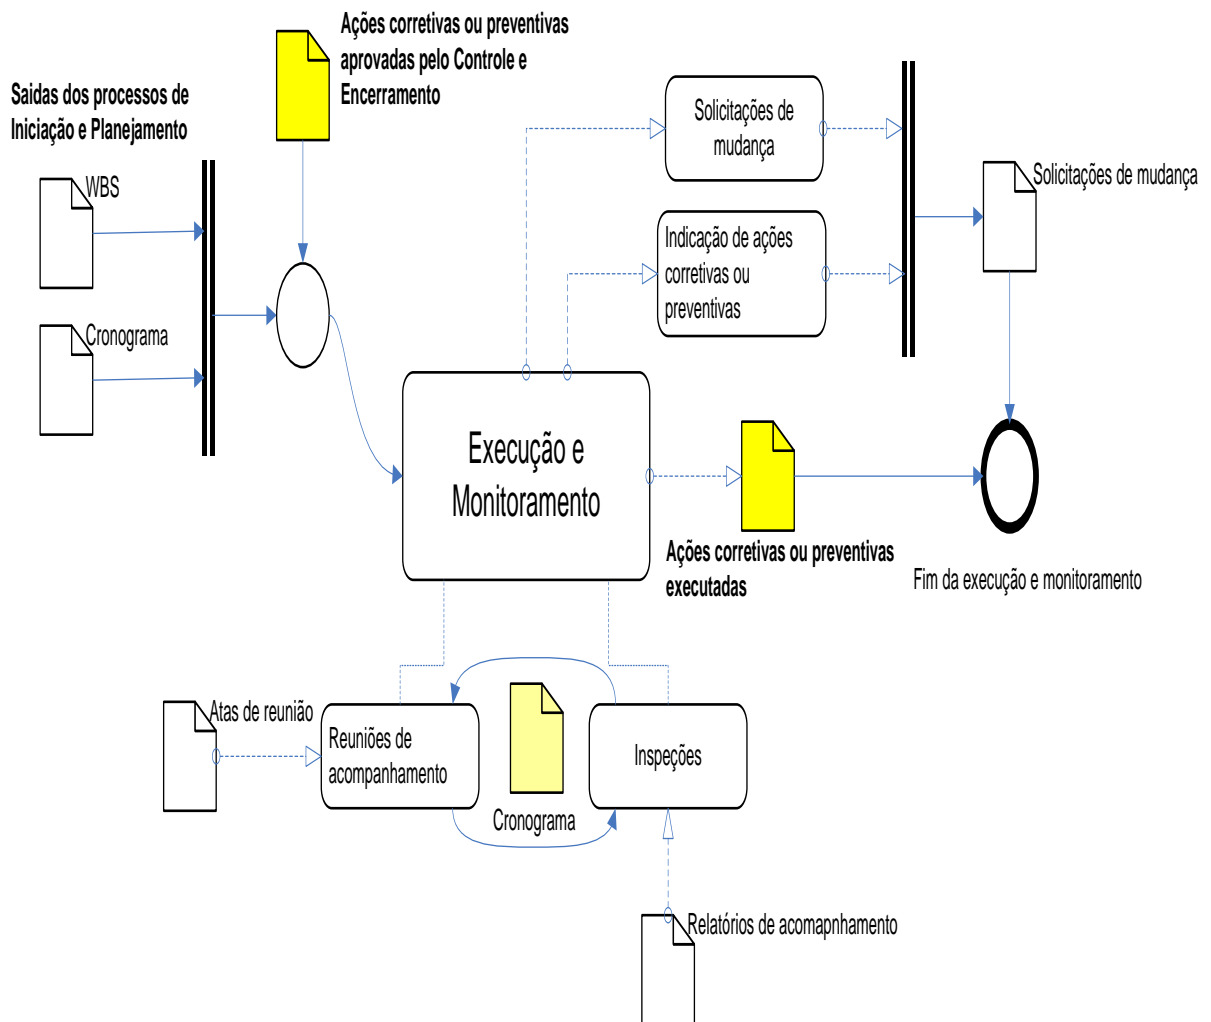 Ações corretivas ou preventivas
aprovadas pelo Controle e
Encerramento
Saidas dos processos de
Iniciação e Planejamento
WBS
Cronograma
Solicitações de
mudança
Indicação de ações
corretivas ou
preventivas
Solicitações de mudança
Execução e
Monitoramento
Ações corretivas ou preventivas
executadas
Fim da execução e monitoramento
Atas de reunião
Reuniões de
acompanhamento
Cronograma
Inspeções
Relatórios de acomapnhamento